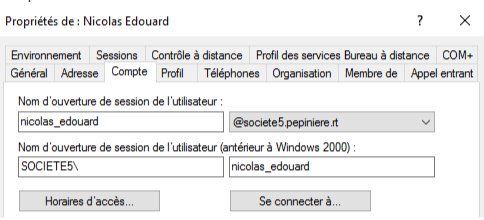 Propriétés de : Nicolas Edouard ? ×
Environnement Sessions Contrôle à distance Profil des services Bureau à distance COM+
Général Adresse Compte Profil Téléphones Organisation Membre de Appel entrant
Nom d'ouverture de session de l'utilisateur :
nicolas_edouard @societe5.pepiniere.rt
Nom d'ouverture de session de l'utilisateur (antérieur à Windows 2000) :
SOCIETE5\ nicolas_edouard
Horaires d'accès... Se connecter à...